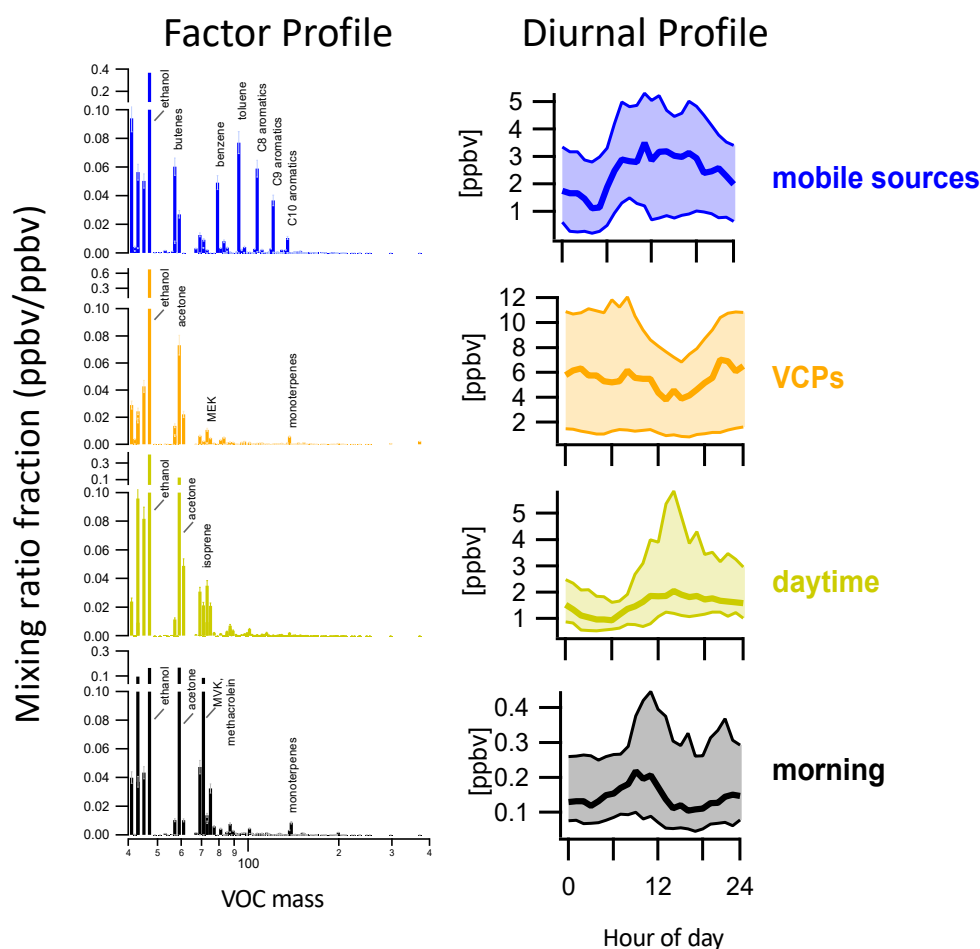 Factor Profile
Diurnal Profile
Mixing ratio fraction (ppbv/ppbv)
0.4
0.2
0.10
0.08
0.06
0.04
0.02
0.00
ethanol
butenes
benzene
toluene
C8 aromatics
C9 aromatics
C10 aromatics
[ppbv]
5
4
3
2
1
mobile sources
0.6
0.3
0.10
0.08
0.06
0.04
0.02
0.00
ethanol
acetone
MEK
monoterpenes
[ppbv]
12
10
8
6
4
2
VCPs
0.3
0.1
0.10
0.08
0.06
0.04
0.02
0.00
ethanol
acetone
isoprene
[ppbv]
5
4
3
2
1
daytime
0.3
0.1
0.10
0.08
0.06
0.04
0.02
0.00
ethanol
acetone
MVK,
methacrolein
monoterpenes
[ppbv]
0.4
0.3
0.2
0.1
morning
4 5 6 7 8 9 100 2 3 4
VOC mass
0 12 24
Hour of day